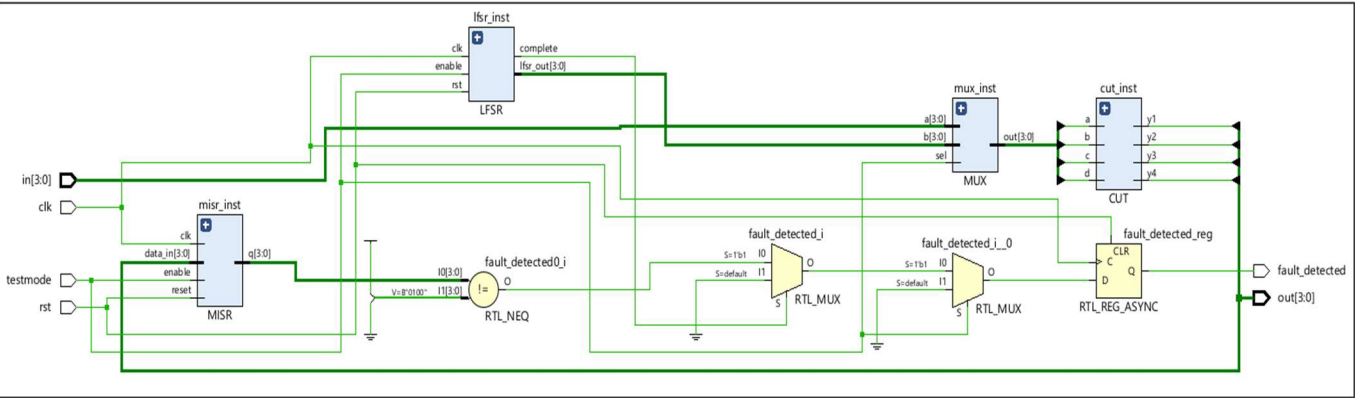 lfsr_inst
clk
complete
enable
lfsr_out[3:0]
rst
LFSR
mux_inst
a[3:0]
b[3:0]
out[3:0]
sel
MUX
cut_inst
a
y1
b
y2
c
y3
d
y4
CUT
in[3:0]
clk
testmode
rst
misr_inst
clk
data_in[3:0]
q[3:0]
enable
reset
MISR
fault_detected0_i
I0[3:0]
V=B"0100" I1[3:0]
!=
O
RTL_NEQ
fault_detected_i
S=1'b1 I0
S=default I1
O
S
RTL_MUX
fault_detected_i__0
S=1'b1 I0
S=default I1
O
S
RTL_MUX
fault_detected_reg
CLR
C
D
Q
RTL_REG_ASYNC
fault_detected
out[3:0]